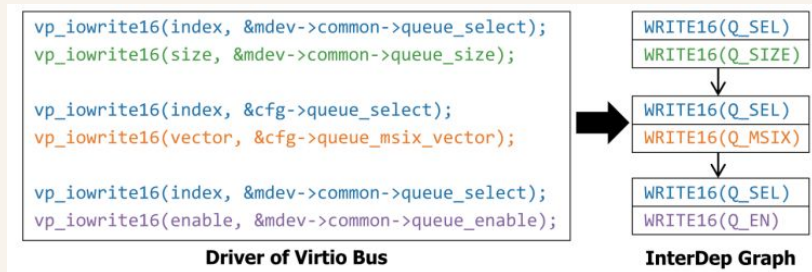 vp_iowrite16(index, &mdev->common->queue_select);
vp_iowrite16(size, &mdev->common->queue_size);
vp_iowrite16(index, &cfg->queue_select);
vp_iowrite16(vector, &cfg->queue_msix_vector);
vp_iowrite16(index, &mdev->common->queue_select);
vp_iowrite16(enable, &mdev->common->queue_enable);
Driver of Virtio Bus
WRITE16(Q_SEL)
WRITE16(Q_SIZE)
WRITE16(Q_SEL)
WRITE16(Q_MSIX)
WRITE16(Q_SEL)
WRITE16(Q_EN)
InterDep Graph